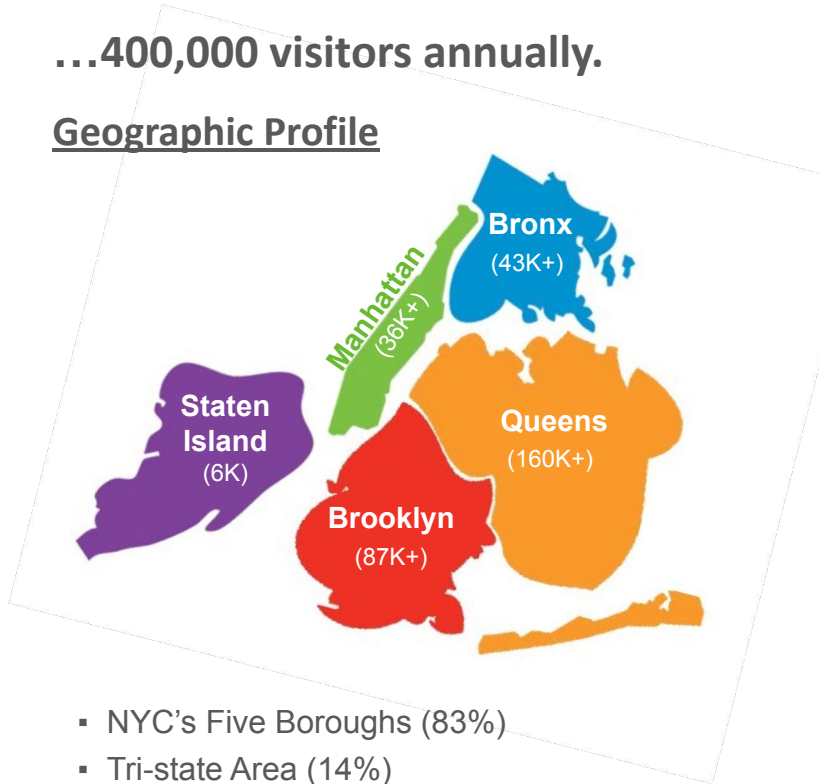 …400,000 visitors annually.
Geographic Profile
Bronx
(43K+)
Manhattan
(36K+)
Staten
Island
(6K)
Queens
(160K+)
Brooklyn
(87K+)
▪ NYC’s Five Boroughs (83%)
▪ Tri-state Area (14%)